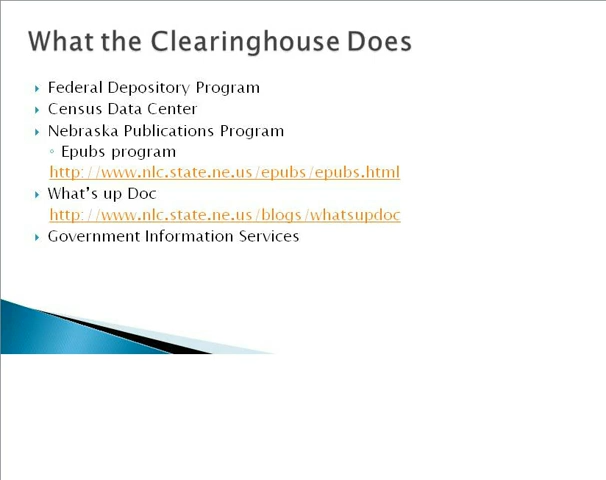 What the Clearinghouse Does
Federal Depository Program
Census Data Center
Nebraska Publications Program
Epubs program
http://www.nlc.state.ne.us/epubs/epubs.html
What's up Doc
http://www.nlc.state.ne.us/blogs/whatsupdoc
Government Information Services